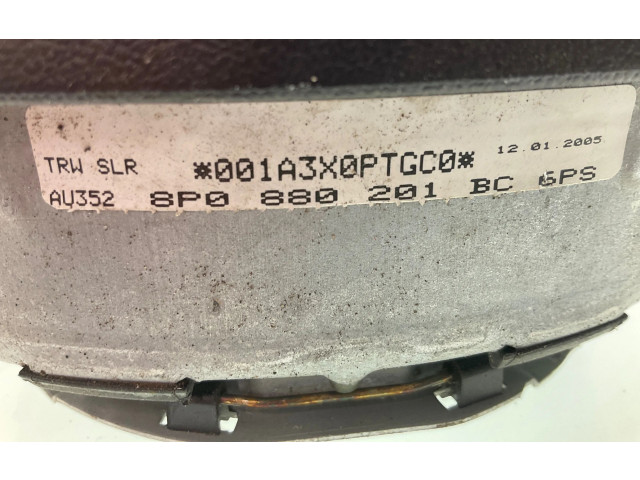 TRW SLR *001A3X0PTGC0* 12.01.2005
AU352 8P0 880 201 BC 6PS